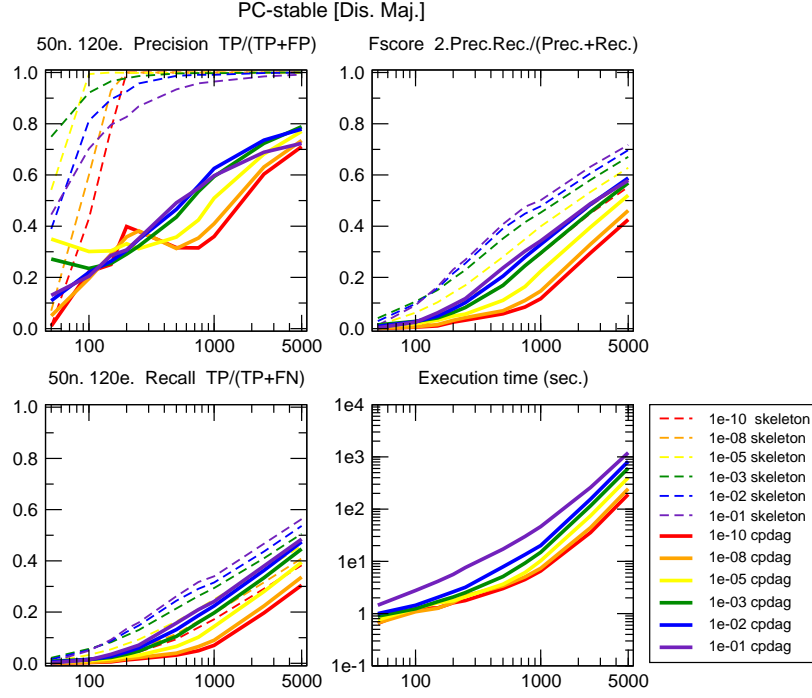 PC-stable [Dis. Maj.]
50n. 120e. Precision TP/(TP+FP)
Fscore 2.Prec.Rec./(Prec.+Rec.)
1.0
0.8
0.6
0.4
0.2
0.0
100
1000
5000
1.0
0.8
0.6
0.4
0.2
0.0
100
1000
5000
50n. 120e. Recall TP/(TP+FN)
Execution time (sec.)
1.0
0.8
0.6
0.4
0.2
0.0
100
1000
5000
1e4
1e3
1e2
1e1
1
1e-1
100
1000
5000
1e-10 skeleton
1e-08 skeleton
1e-05 skeleton
1e-03 skeleton
1e-02 skeleton
1e-01 skeleton
1e-10 cpdag
1e-08 cpdag
1e-05 cpdag
1e-03 cpdag
1e-02 cpdag
1e-01 cpdag